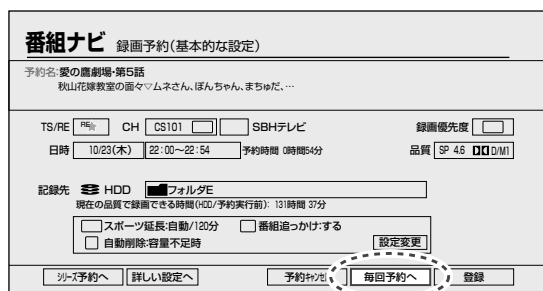 番組ナビ 録画予約(基本的な設定)
予約名:愛の鷹劇場・第5話
秋山花嫁教室の面々▽ムネさん、ぽんちゃん、まちゅだ、…
TS/RE RE CH CS101 SBHテレビ 録画優先度
日時 10/23(木) 22:00~22:54 予約時間 0時間54分 品質 SP 4.6 DD D/M1
記録先 HDD フォルダE
現在の品質で録画できる時間(HDD/予約実行前): 131時間 37分
スポーツ延長:自動/120分 番組追っかけ:する
自動削除:容量不足時 設定変更
シリーズ予約へ 詳しい設定へ 予約キャンセル 毎回予約へ 登録